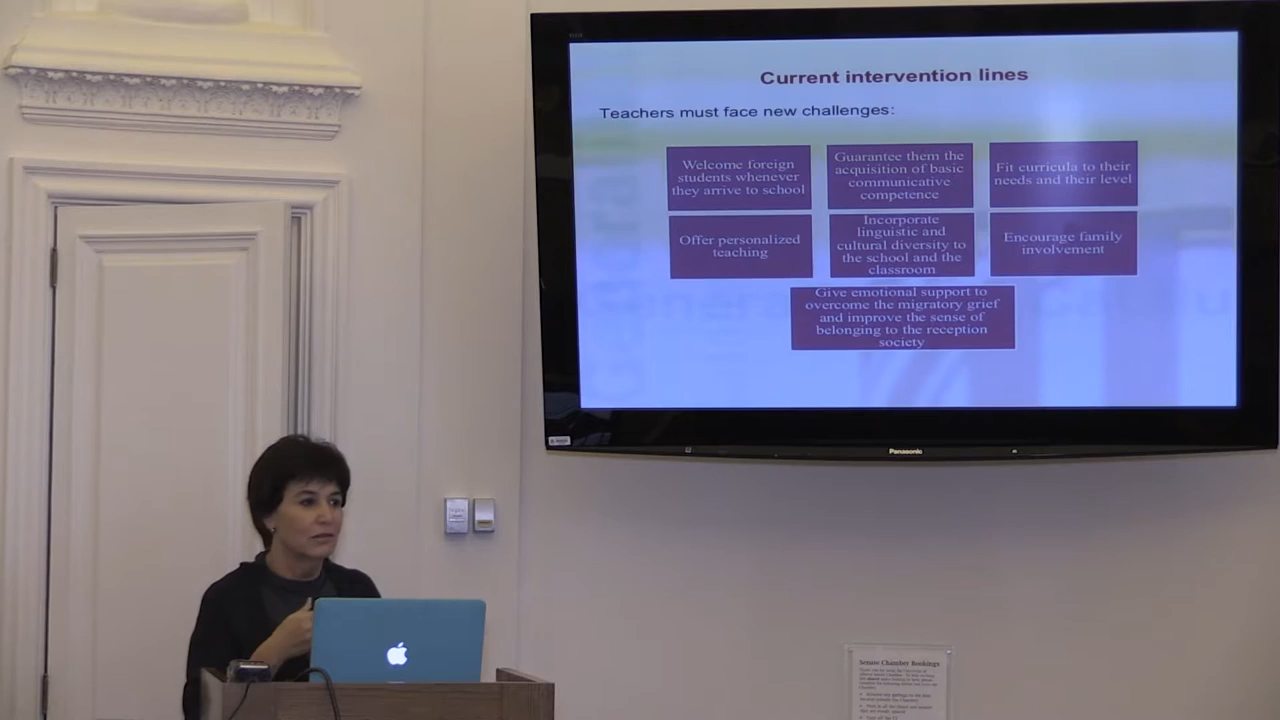 Current intervention lines
Teachers must face new challenges:
Welcome foreign
students whenever
they arrive to school
Guarantee them the
acquisition of basic
communicative
competence
Fit curricula to their
needs and their level
Offer personalized
teaching
Incorporate
linguistic and
cultural diversity to
the school and the
classroom
Encourage family
involvement
Give emotional support to
overcome the migratory grief
and improve the sense of
belonging to the reception
society
Panasonic
Senate Chamber Bookings